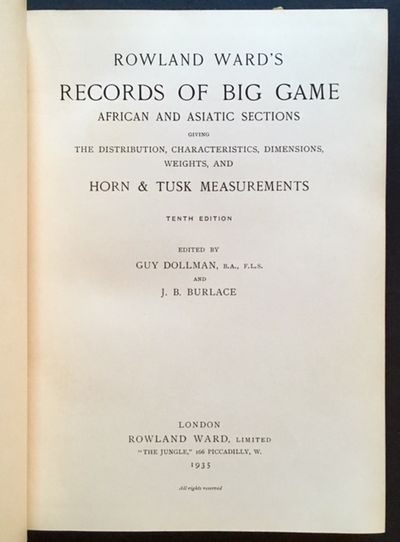 ROWLAND WARD'S
RECORDS OF BIG GAME
AFRICAN AND ASIATIC SECTIONS
GIVING
THE DISTRIBUTION, CHARACTERISTICS, DIMENSIONS,
WEIGHTS, AND
HORN & TUSK MEASUREMENTS
TENTH EDITION
EDITED BY
GUY DOLLMAN, B.A., F.L.S.
AND
J. B. BURLACE
LONDON
ROWLAND WARD, LIMITED
"THE JUNGLE," 166 PICCADILLY, W.
1935
All rights reserved